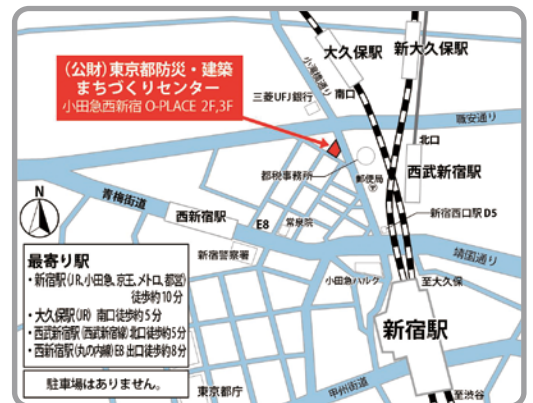 (公財)東京都防災・建築
まちづくりセンター
小田急西新宿 O-PLACE 2F,3F
大久保駅
新大久保駅
小滝橋通り
南口
三菱UFJ銀行
職安通り
北口
西武新宿駅
都税事務所
郵便局
新宿西口駅 D5
青梅街道
西新宿駅
E8
常泉院
新宿警察署
靖国通り
小田急ハルク
至大久保
新宿駅
N
最寄り駅
・新宿駅(JR、小田急、京王、メトロ、都営)
徒歩約10分
・大久保駅(JR) 南口徒歩約5分
・西武新宿駅(西武新宿線)北口徒歩約5分
・西新宿駅(丸の内線)E8出口徒歩約8分
駐車場はありません。
東京都庁
甲州街道
至渋谷